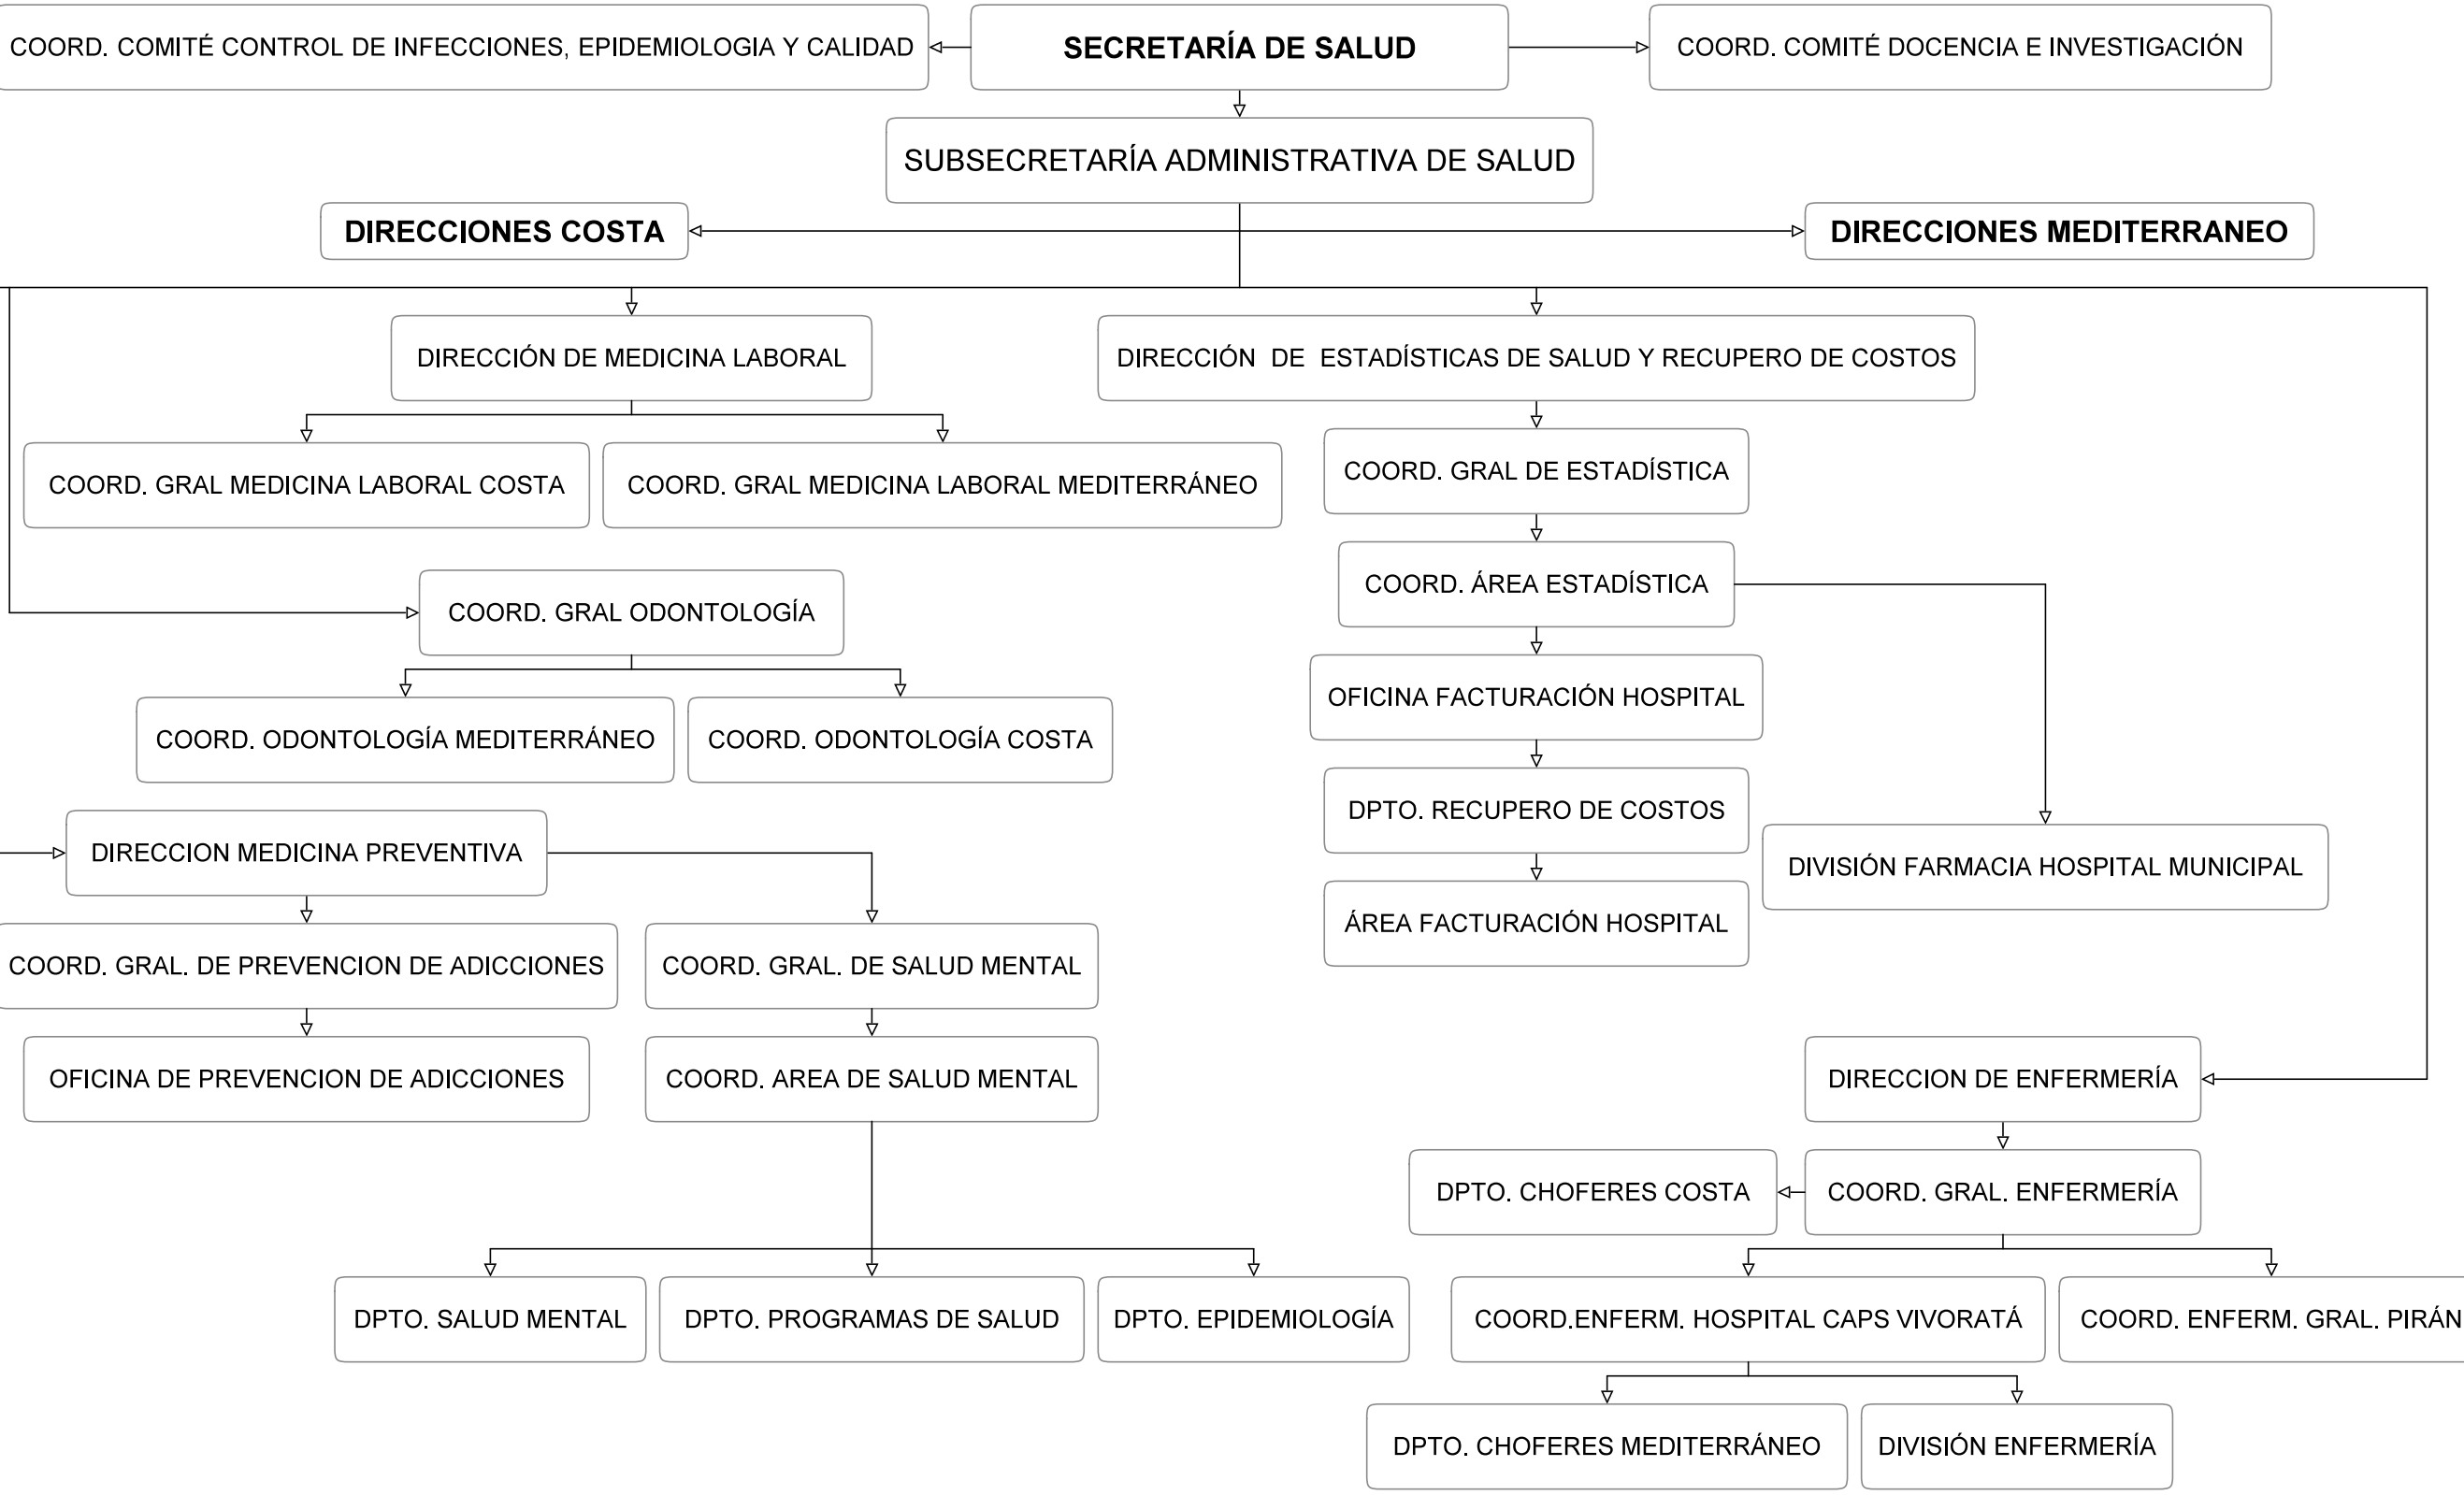 COORD. COMITÉ CONTROL DE INFECCIONES, EPIDEMIOLOGIA Y CALIDAD
SECRETARÍA DE SALUD
COORD. COMITÉ DOCENCIA E INVESTIGACIÓN
SUBSECRETARÍA ADMINISTRATIVA DE SALUD
DIRECCIONES COSTA
DIRECCIONES MEDITERRANEO
DIRECCIÓN DE MEDICINA LABORAL
DIRECCIÓN  DE  ESTADÍSTICAS DE SALUD Y RECUPERO DE COSTOS
COORD. GRAL MEDICINA LABORAL COSTA
COORD. GRAL MEDICINA LABORAL MEDITERRÁNEO
COORD. GRAL DE ESTADÍSTICA
COORD. ÁREA ESTADÍSTICA
COORD. GRAL ODONTOLOGÍA
OFICINA FACTURACIÓN HOSPITAL
COORD. ODONTOLOGÍA MEDITERRÁNEO
COORD. ODONTOLOGÍA COSTA
DPTO. RECUPERO DE COSTOS
DIRECCION MEDICINA PREVENTIVA
DIVISIÓN FARMACIA HOSPITAL MUNICIPAL
ÁREA FACTURACIÓN HOSPITAL
COORD. GRAL. DE PREVENCION DE ADICCIONES
COORD. GRAL. DE SALUD MENTAL
OFICINA DE PREVENCION DE ADICCIONES
COORD. AREA DE SALUD MENTAL
DIRECCION DE ENFERMERÍA
DPTO. CHOFERES COSTA
COORD. GRAL. ENFERMERÍA
DPTO. SALUD MENTAL
DPTO. PROGRAMAS DE SALUD
DPTO. EPIDEMIOLOGÍA
COORD.ENFERM. HOSPITAL CAPS VIVORATÁ
COORD. ENFERM. GRAL. PIRÁN
DPTO. CHOFERES MEDITERRÁNEO
DIVISIÓN ENFERMERÍA